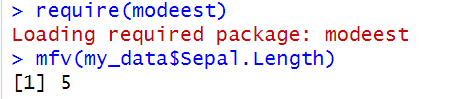 > require(modeest)
Loading required package: modeest
> mfv(my_data$Sepal.Length)
[1] 5